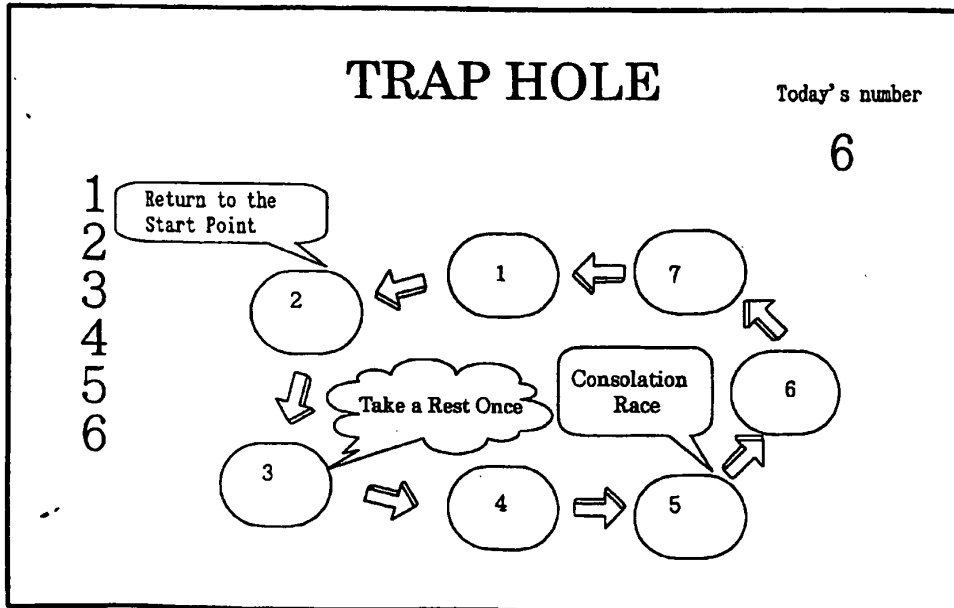 TRAP HOLE
Today's number
6
1
2
3
4
5
6
Return to the
Start Point
2
1
7
Take a Rest Once
Consolation
Race
6
3
4
5